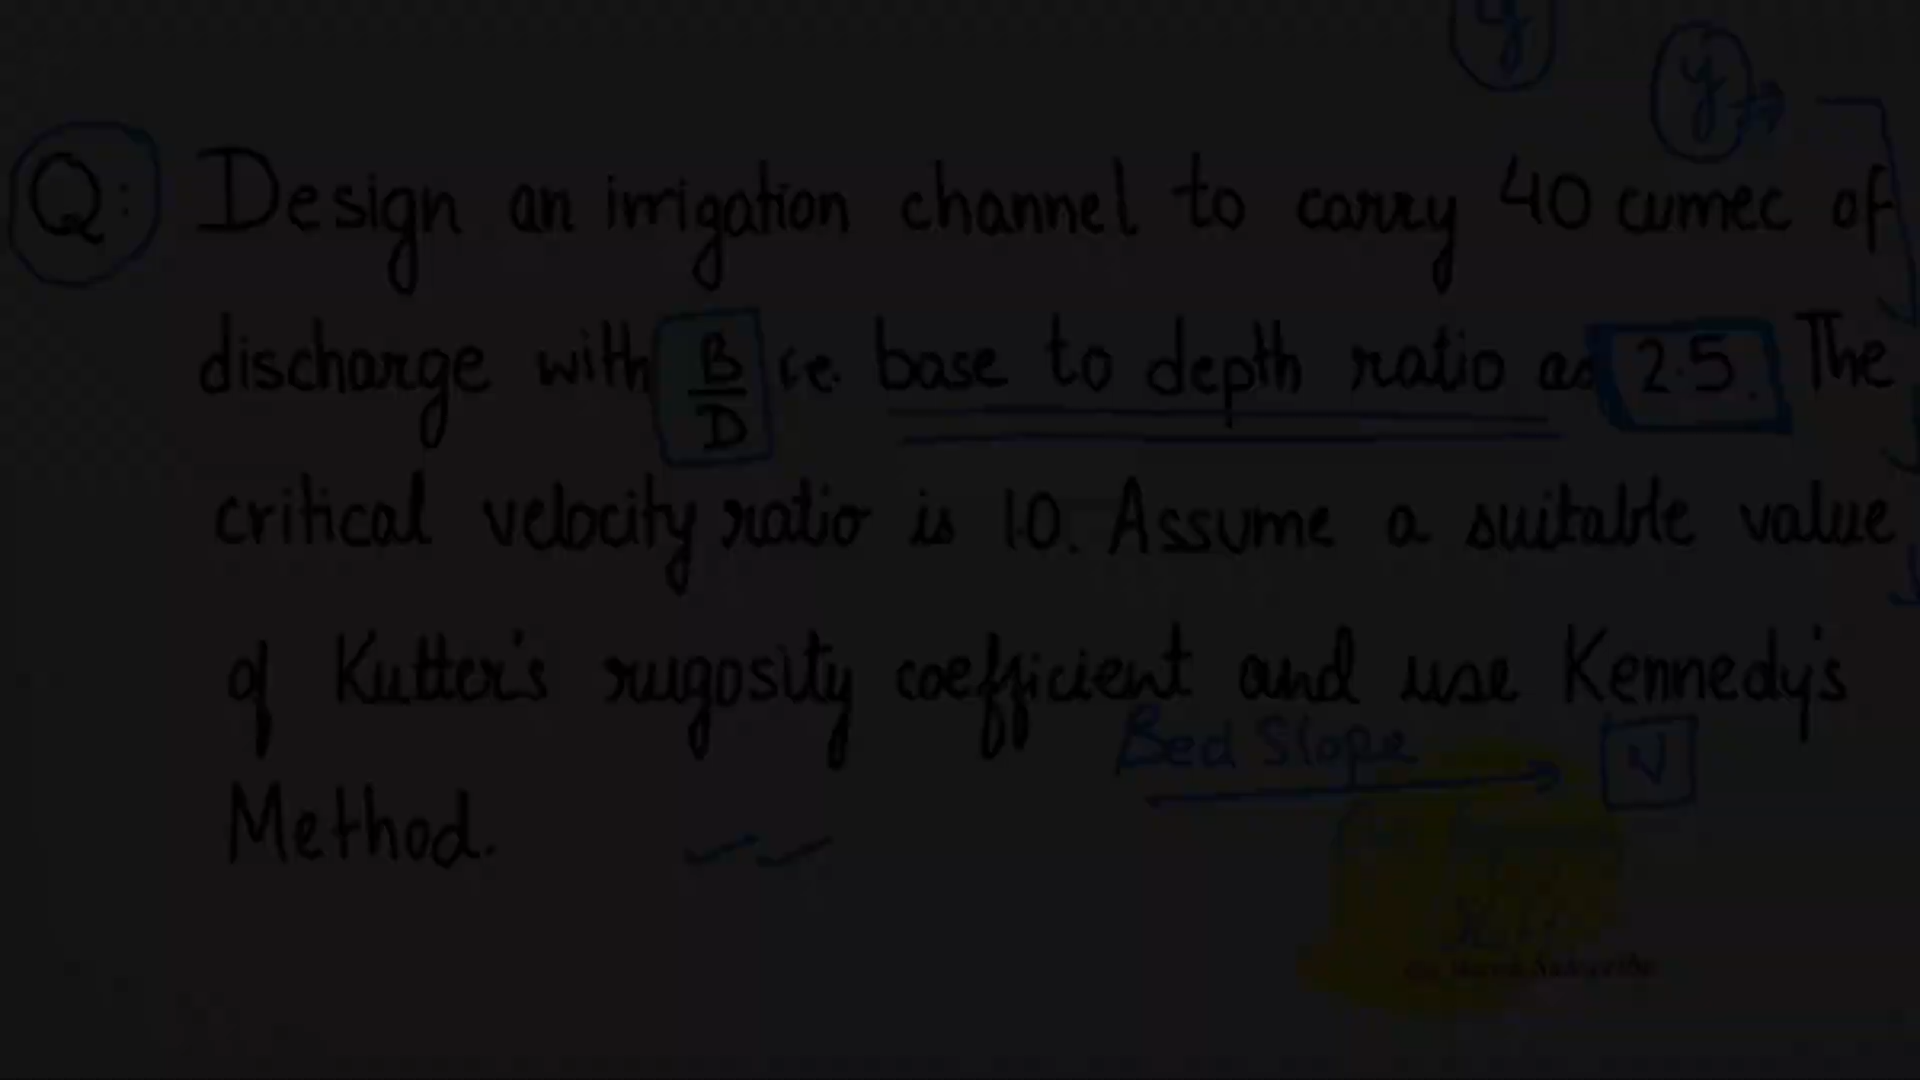 y
y
Q: Design an irrigation channel to carry 40 cumec of
discharge with B/D i.e. base to depth ratio as 2.5. The
critical velocity ratio is 1.0. Assume a suitable value
of Kutter's rugosity coefficient and use Kennedy's
Bed Slope
Method.